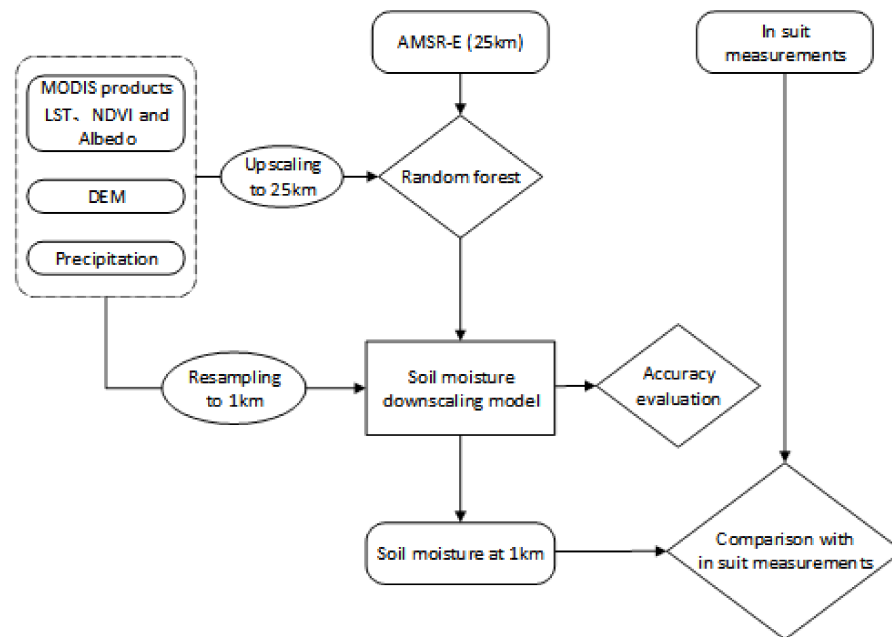 AMSR-E (25km)
In suit
measurements
MODIS products
LST、NDVI and
Albedo
DEM
Precipitation
Upscaling
to 25km
Random forest
Resampling
to 1km
Soil moisture
downscaling model
Accuracy
evaluation
Soil moisture at 1km
Comparison with
in suit measurements